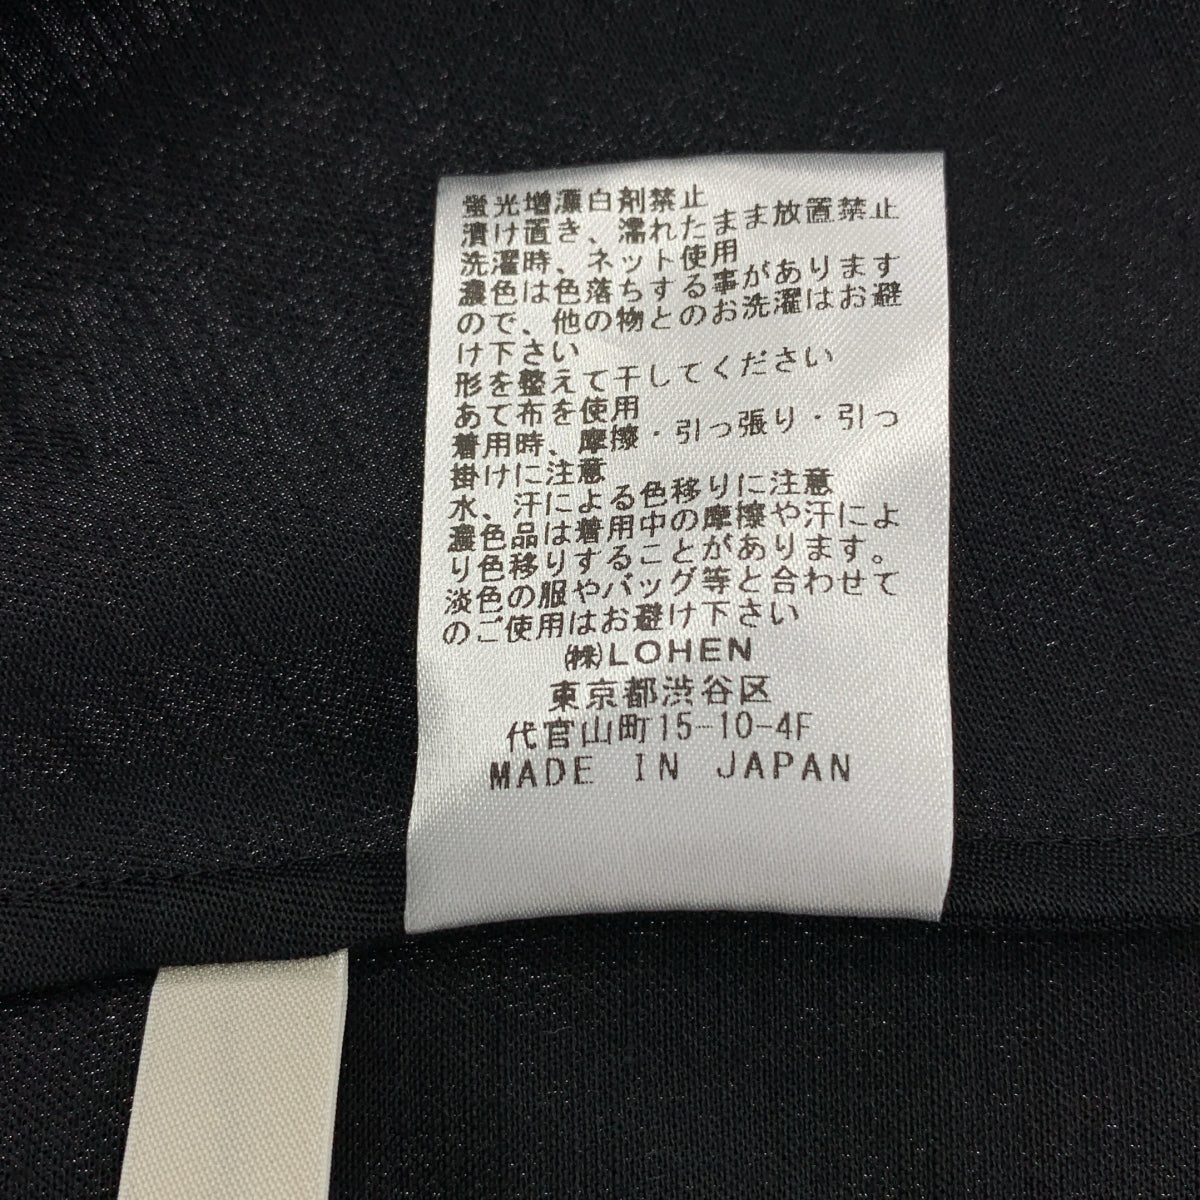 蛍光増濃白剤禁止
漬け置き、濡れたまま放置禁止
洗濯時、ネット使用
濃色は色落ちする事があります
ので、他の物とのお洗濯はお避
け下さい
形を整えて干してください
あて布を使用
着用時、摩擦・引っ張り・引っ
掛けに注意
水、汗による色移りに注意
濃色品は着用中の摩擦や汗によ
り色移りすることがあります。
淡色の服やバッグ等と合わせて
のご使用はお避け下さい
㈱LOHEN
東京都渋谷区
代官山町15-10-4F
MADE IN JAPAN